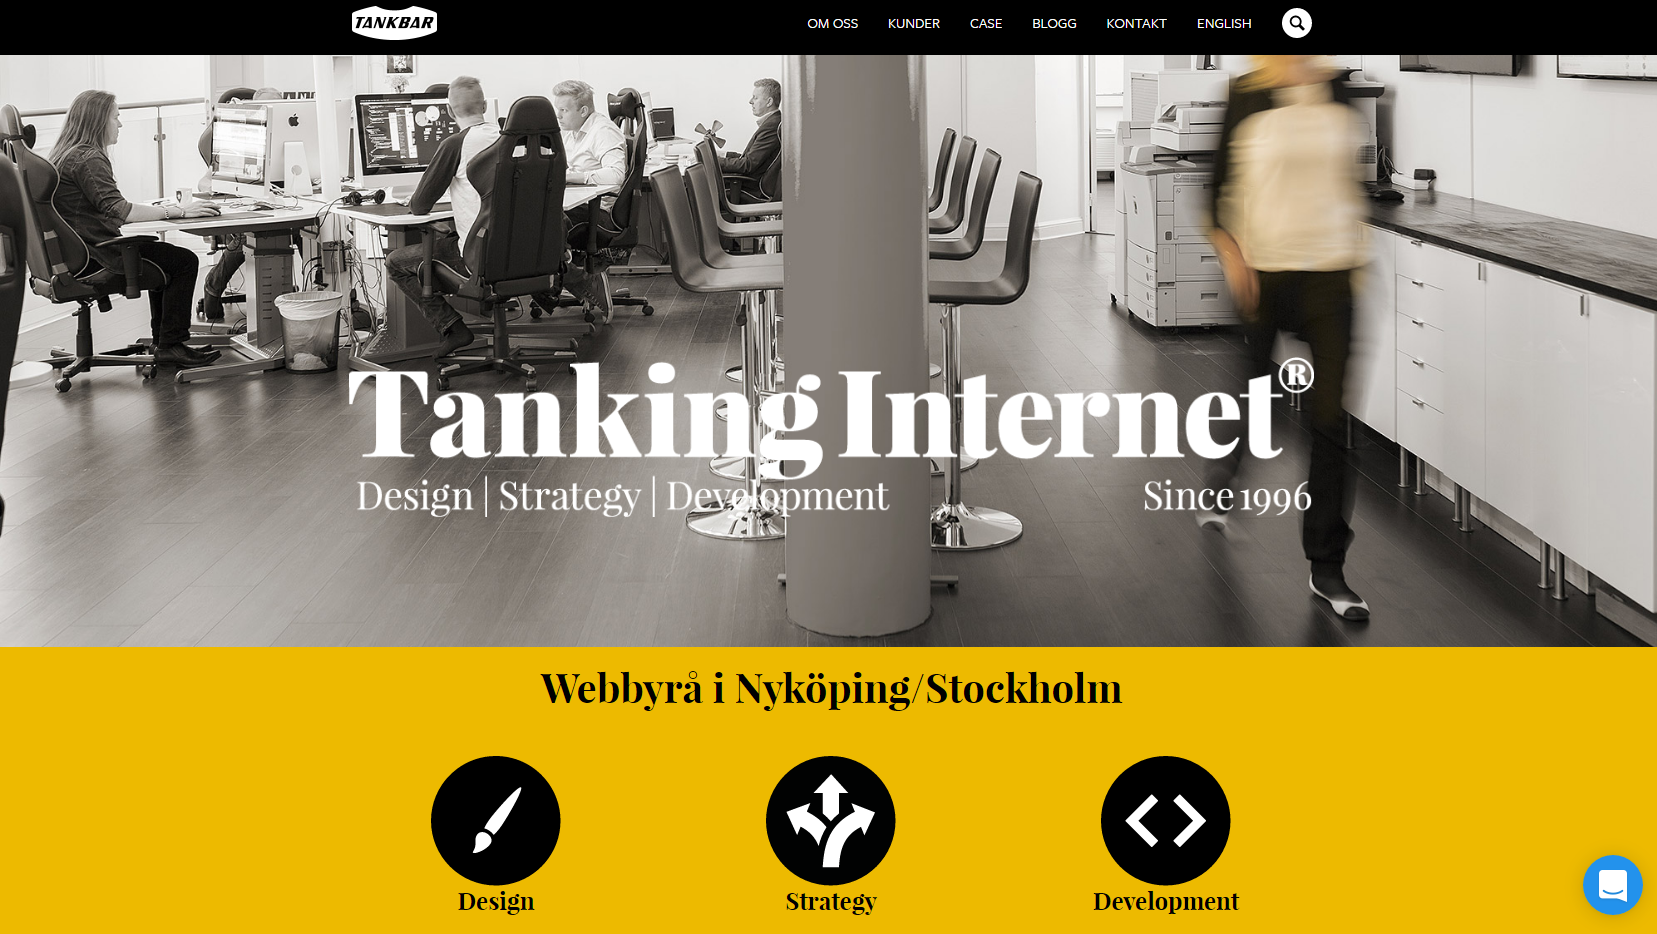 TANKBAR
OM OSS KUNDER CASE BLOGG KONTAKT ENGLISH
Tanking Internet®
Design | Strategy | Development Since 1996
Webbyrå i Nyköping/Stockholm
Design Strategy Development